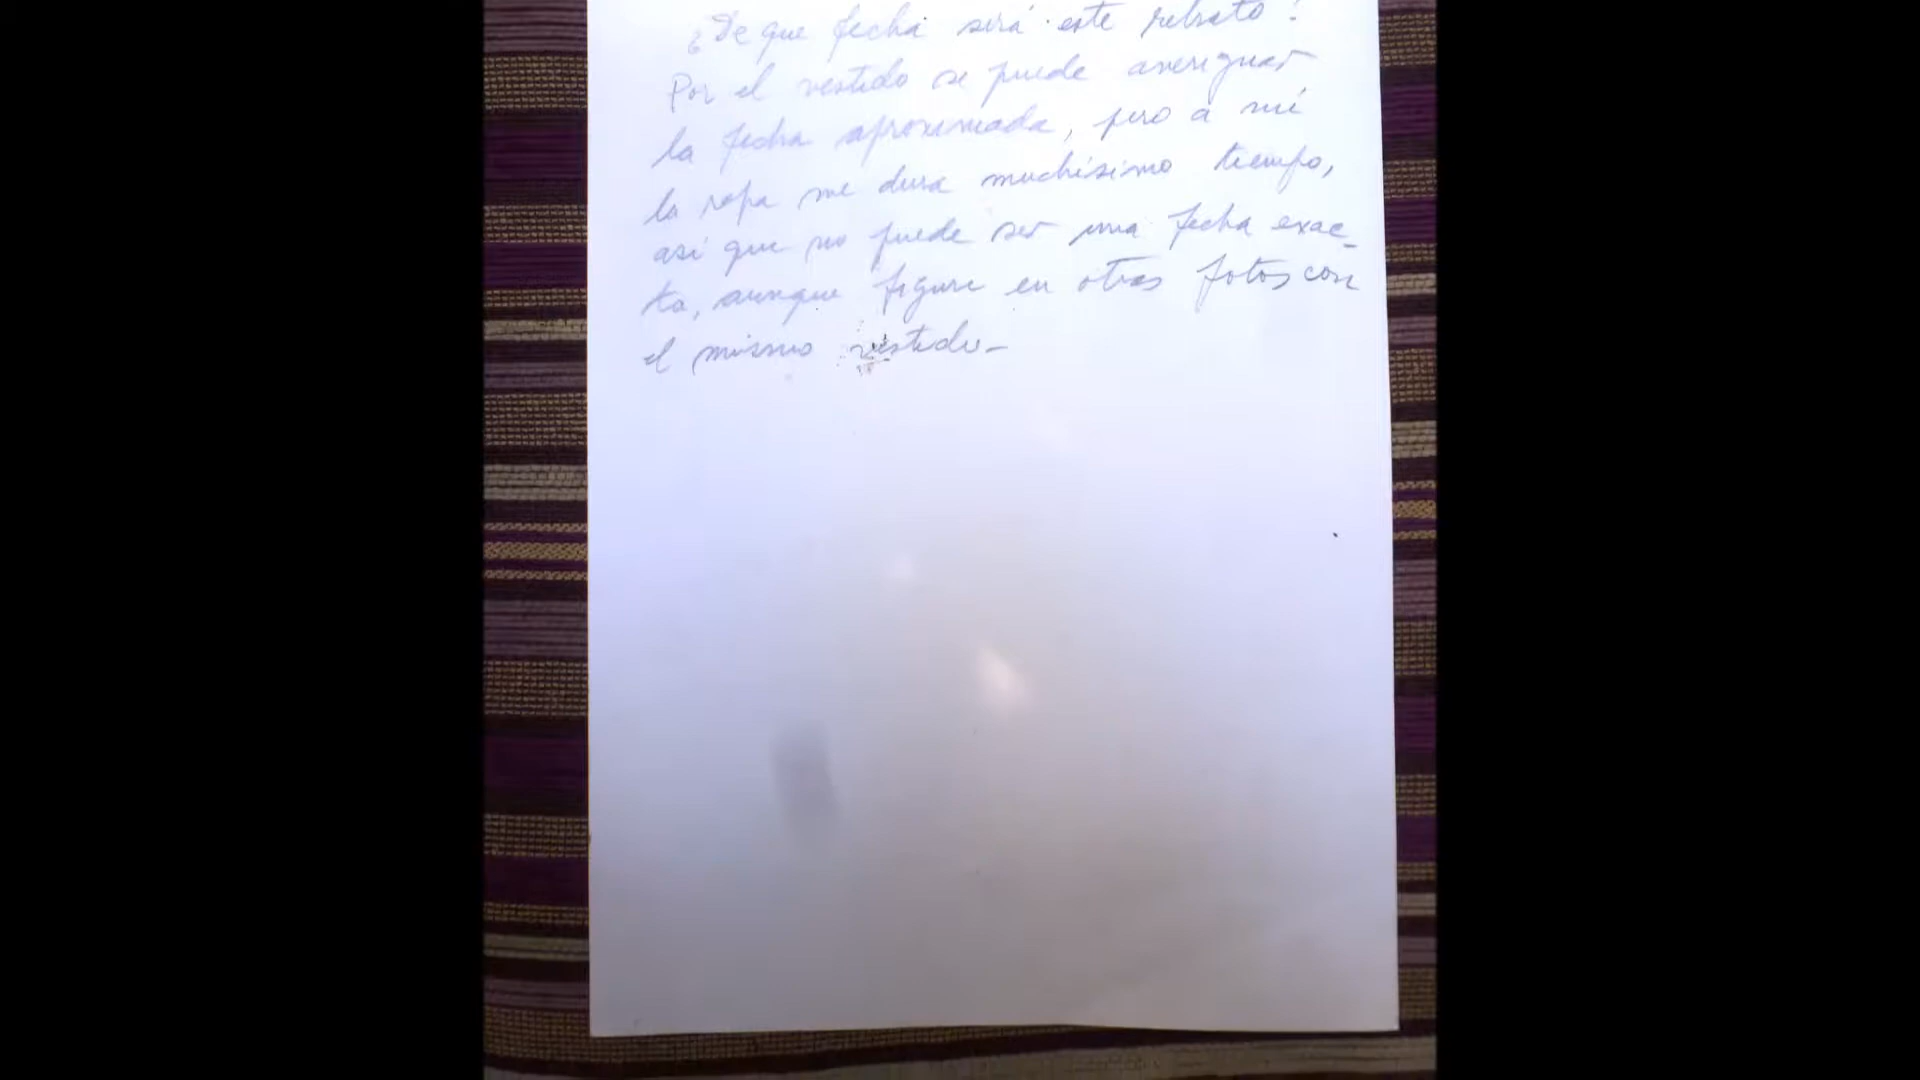 ¿De que fecha será este retrato?
Por el vestido se puede averiguar
la fecha aproximada, pero a mí
la ropa me dura muchísimo tiempo,
así que no puede ser una fecha exac-
ta, aunque figure en otras fotos con
el mismo vestido-